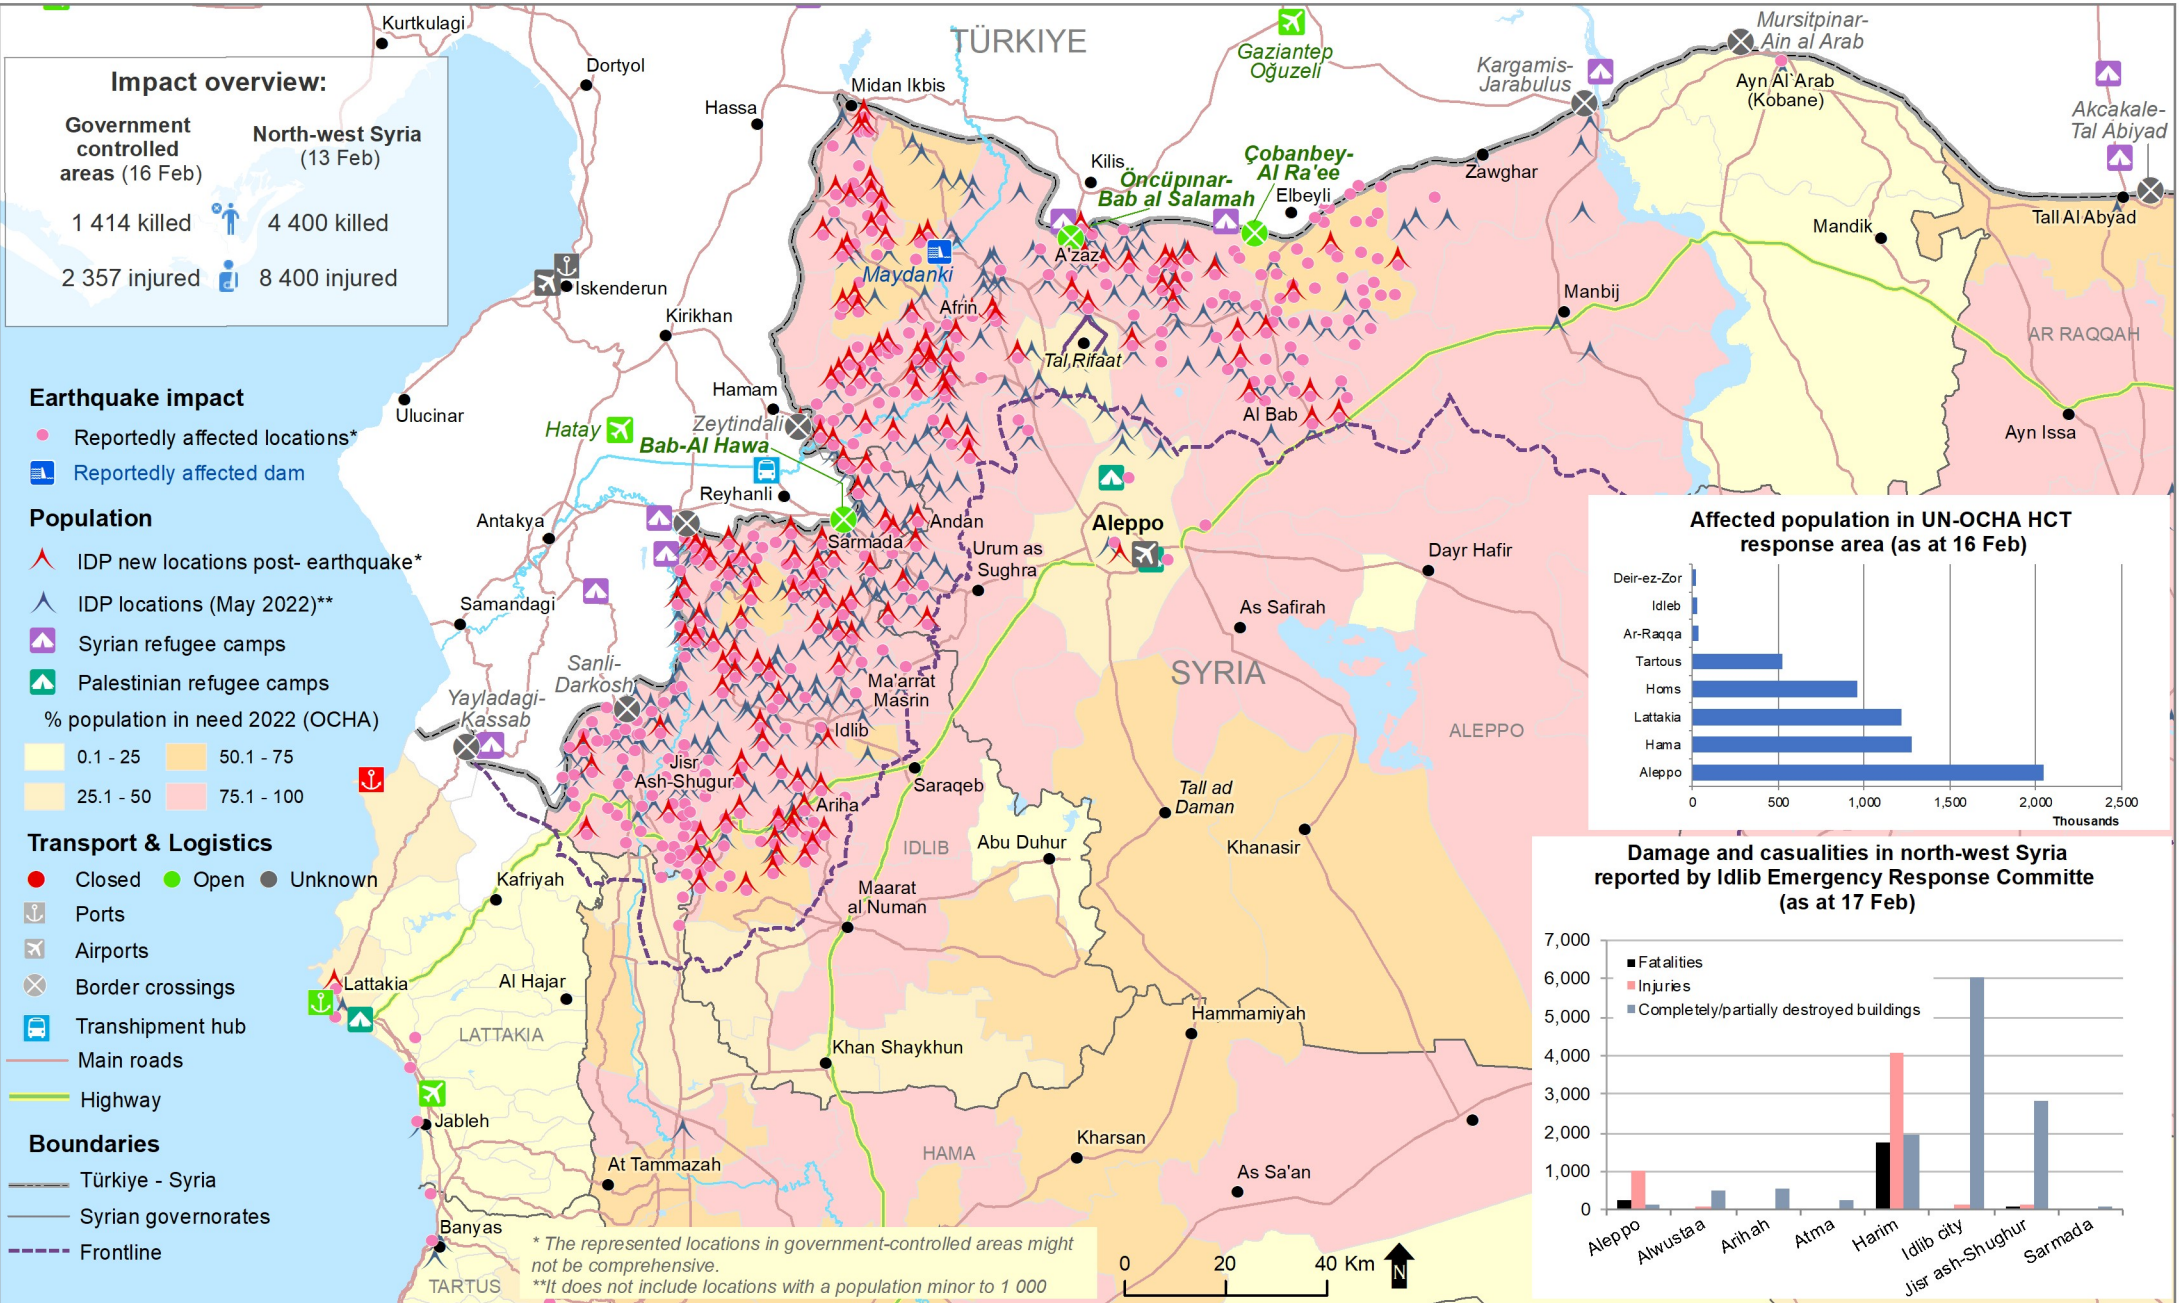 Impact overview:
Government
controlled
areas (16 Feb)
North-west Syria
(13 Feb)
1 414 killed
4 400 killed
2 357 injured
8 400 injured
Earthquake impact
Reportedly affected locations*
Reportedly affected dam
Population
IDP new locations post- earthquake*
IDP locations (May 2022)**
Syrian refugee camps
Palestinian refugee camps
% population in need 2022 (OCHA)
0.1 - 25
50.1 - 75
25.1 - 50
75.1 - 100
Transport & Logistics
Closed
Open
Unknown
Ports
Airports
Border crossings
Transhipment hub
Main roads
Highway
Boundaries
Türkiye - Syria
Syrian governorates
Frontline
Kurtkulagi
Dortyol
Hassa
Midan Ikbis
TÜRKIYE
Gaziantep
Oğuzeli
Kargamis-
Jarabulus
Mursitpinar-
Ain al Arab
Ayn Al`Arab
(Kobane)
Akcakale-
Tal Abiyad
Tall Al Abyad
Kilis
Öncüpınar-
Bab al Salamah
Çobanbey-
Al Ra'ee
Elbeyli
Zawghar
Mandik
A'zaz
Maydanki
Iskenderun
Kirikhan
Afrin
Manbij
AR RAQQAH
Tal Rifaat
Hamam
Ulucinar
Zeytindali
Hatay
Bab-Al Hawa
Al Bab
Ayn Issa
Reyhanli
Antakya
Andan
Sarmada
Aleppo
Urum as
Sughra
Dayr Hafir
Samandagi
As Safirah
Sanli-
Darkosh
SYRIA
Yayladagi-
Kassab
Ma'arrat
Masrin
Idlib
ALEPPO
Jisr
Ash-Shugur
Saraqeb
Ariha
Tall ad
Daman
Abu Duhur
Khanasir
IDLIB
Kafriyah
Maarat
al Numan
Lattakia
Al Hajar
LATTAKIA
Hammamiyah
Khan Shaykhun
Jableh
HAMA
Kharsan
At Tammazah
As Sa'an
Banyas
TARTUS
* The represented locations in government-controlled areas might
not be comprehensive.
**It does not include locations with a population minor to 1 000
0 20 40 Km
N
Affected population in UN-OCHA HCT
response area (as at 16 Feb)
Deir-ez-Zor
Idleb
Ar-Raqqa
Tartous
Homs
Lattakia
Hama
Aleppo
0 500 1,000 1,500 2,000 2,500
Thousands
Damage and casualities in north-west Syria
reported by Idlib Emergency Response Committe
(as at 17 Feb)
7,000
6,000
5,000
4,000
3,000
2,000
1,000
0
Fatalities
Injuries
Completely/partially destroyed buildings
Aleppo
Alwustaa
Arihah
Atma
Harim
Idlib city
Jisr ash-Shughur
Sarmada